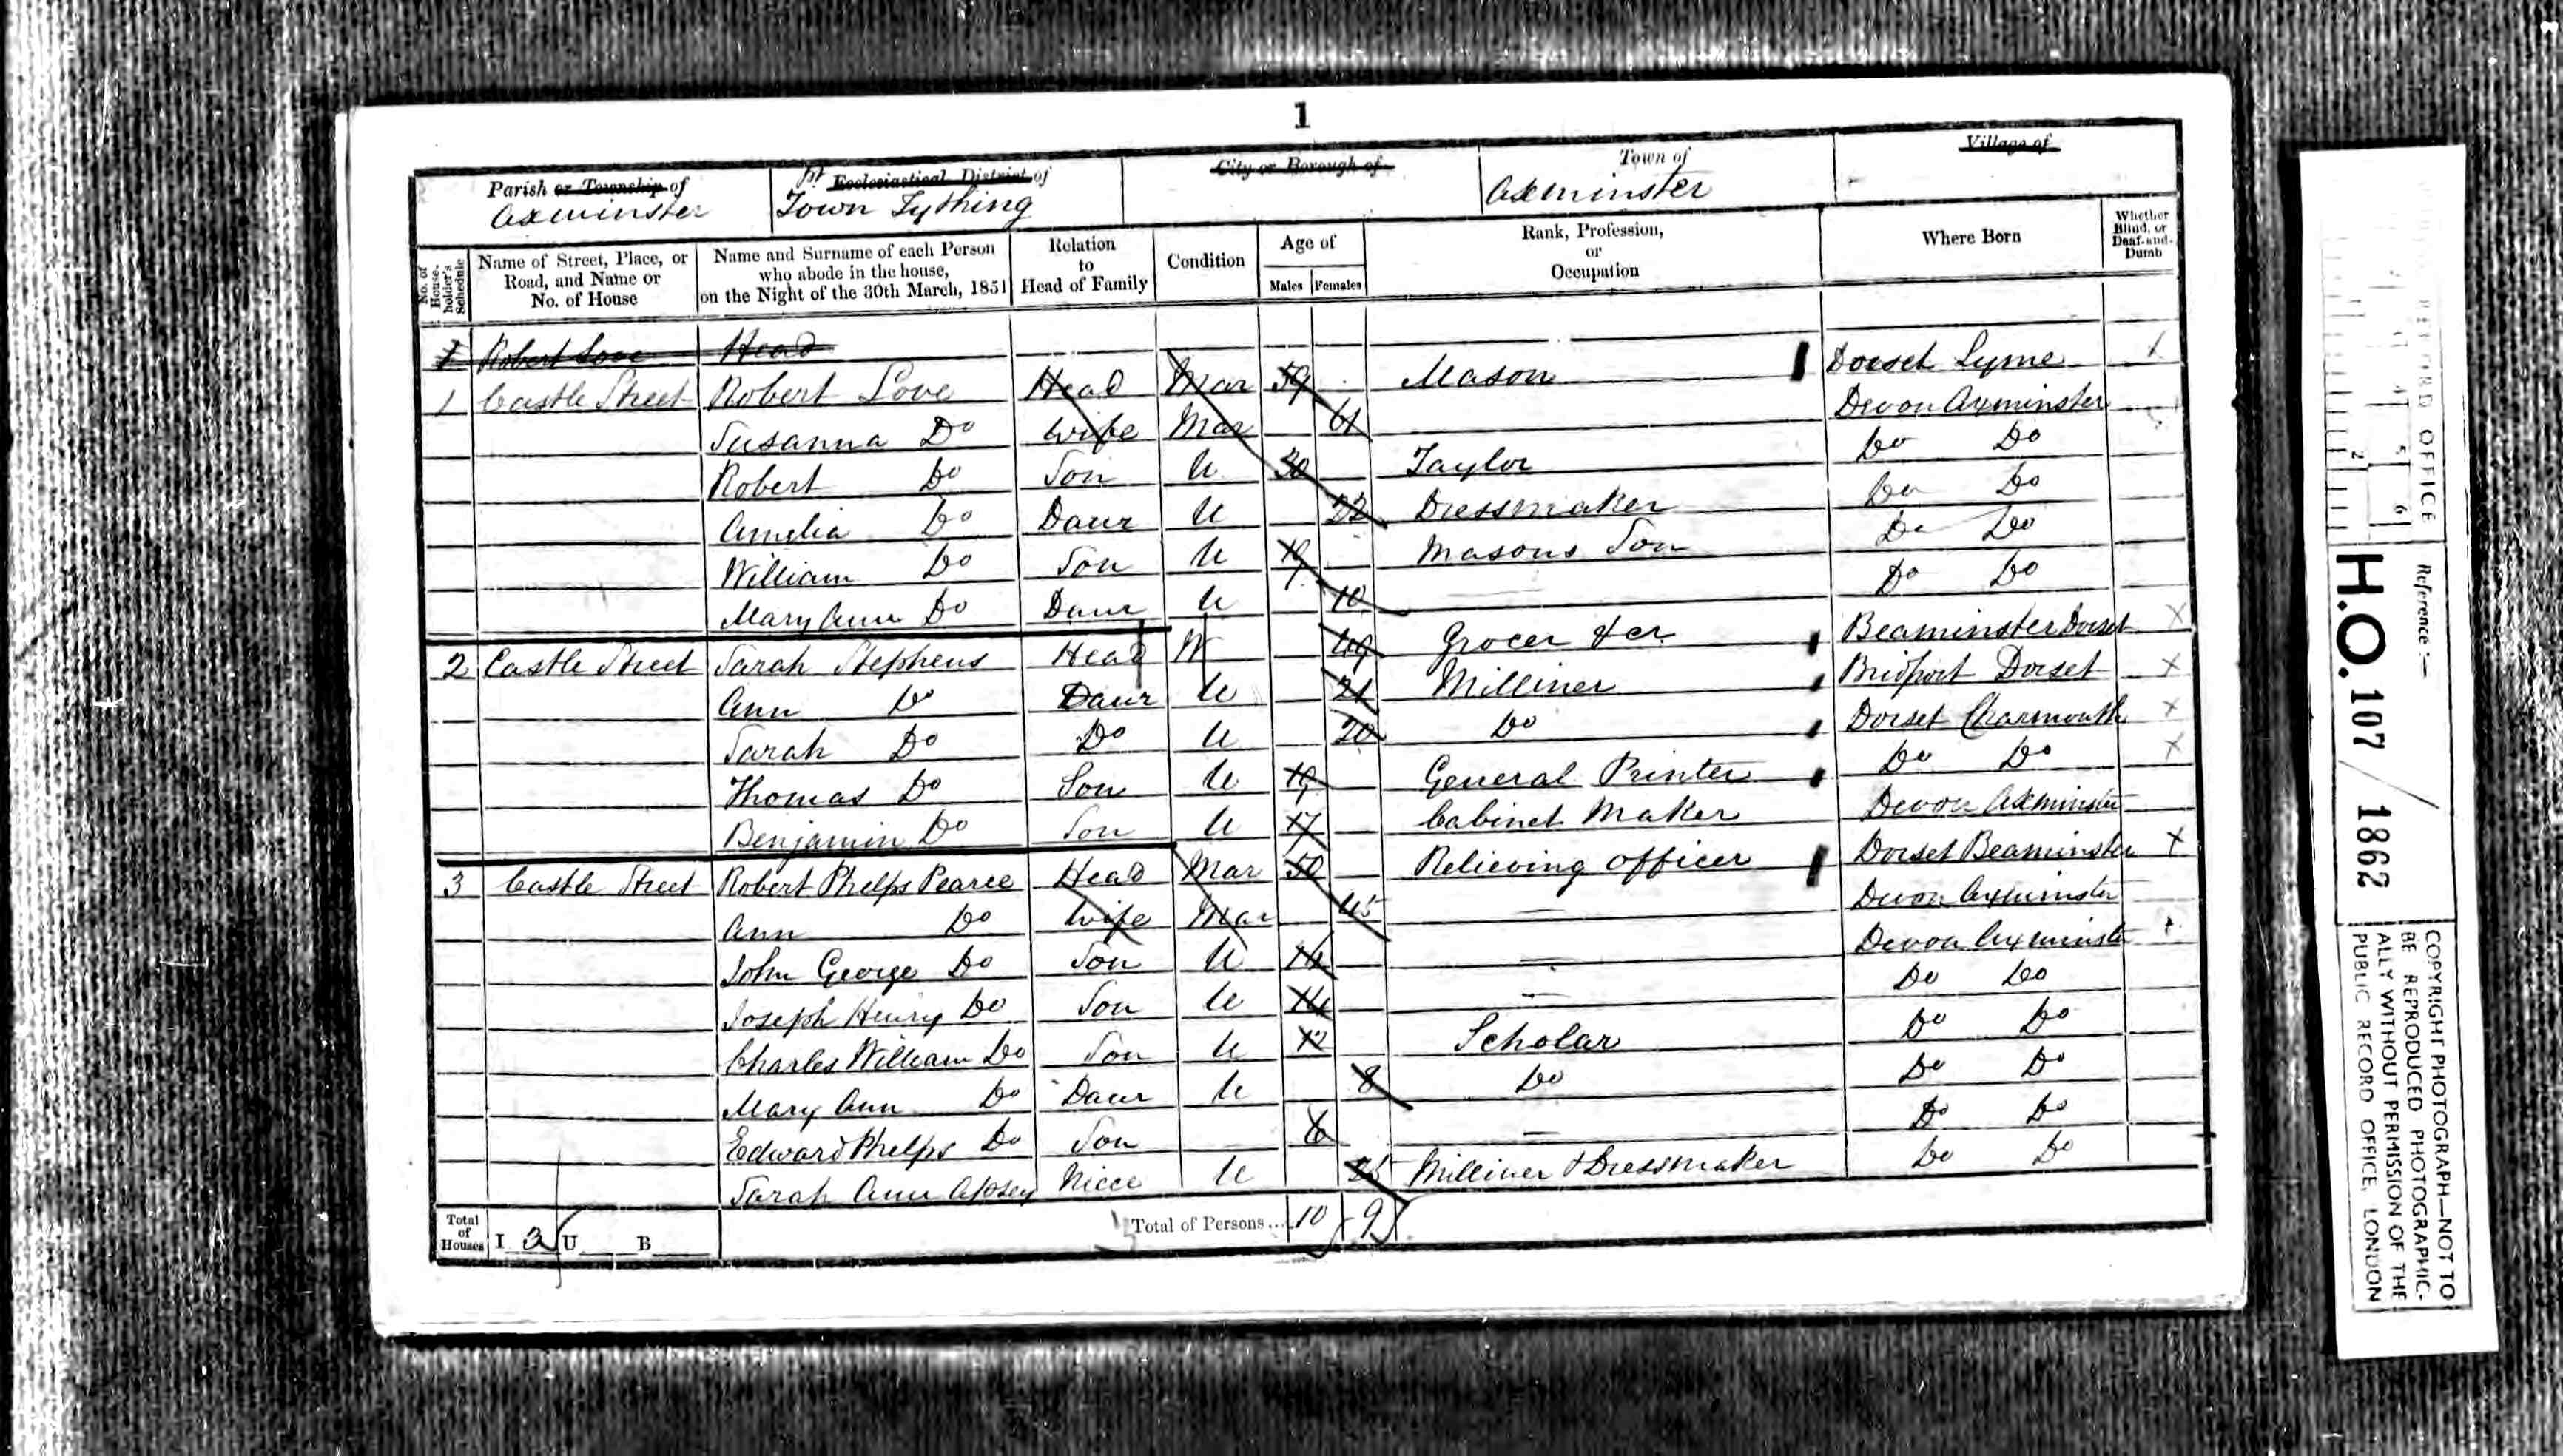 1
Parish or Township of
Axminster
1st Ecclesiastical District of
Town Tything
City or Borough of
Town of
Axminster
Village of
No. of House-holder's Schedule
Name of Street, Place, or Road, and Name or No. of House
Name and Surname of each Person who abode in the house, on the Night of the 30th March, 1851
Relation to Head of Family
Condition
Age of
Males Females
Rank, Profession, or Occupation
Where Born
Whether Blind, or Deaf-and-Dumb
1 Robert Love Head
1 Castle Street Robert Love Head Mar 59 Mason Dorset Lyme
Susanna Do Wife Mar 61 Devon Axminster
Robert Do Son U 30 Taylor Do Do
Amelia Do Daur U 22 Dressmaker Do Do
William Do Son U 19 Masons Son Do Do
Mary Ann Do Daur U 10 Do Do
2 Castle Street Sarah Stephens Head W 49 Grocer &cr Beaminster Dorset
Ann Do Daur U 21 Milliner Bridport Dorset
Sarah Do Do U 20 Do Dorset Charmouth
Thomas Do Son U 19 General Printer Do Do
Benjamin Do Son U 17 Cabinet Maker Devon Axminster
3 Castle Street Robert Phelps Pearce Head Mar 50 Relieving officer Dorset Beaminster
Ann Do Wife Mar 45 Devon Axminster
John George Do Son U Devon Axminster
Joseph Henry Do Son U 14 Do Do
Charles William Do Son U 12 Scholar Do Do
Mary Ann Do Daur U 8 Do Do Do
Edward Phelps Do Son 6 Do Do
Sarah Ann Apsey Niece U 25 Milliner & Dressmaker Do Do
Total of Houses I 3 U B
Total of Persons... 10 9
RECORD OFFICE
2 4 5 6
Reference:—
H.O. 107 / 1862
COPYRIGHT PHOTOGRAPH—NOT TO
BE REPRODUCED PHOTOGRAPHIC-
ALLY WITHOUT PERMISSION OF THE
PUBLIC RECORD OFFICE, LONDON